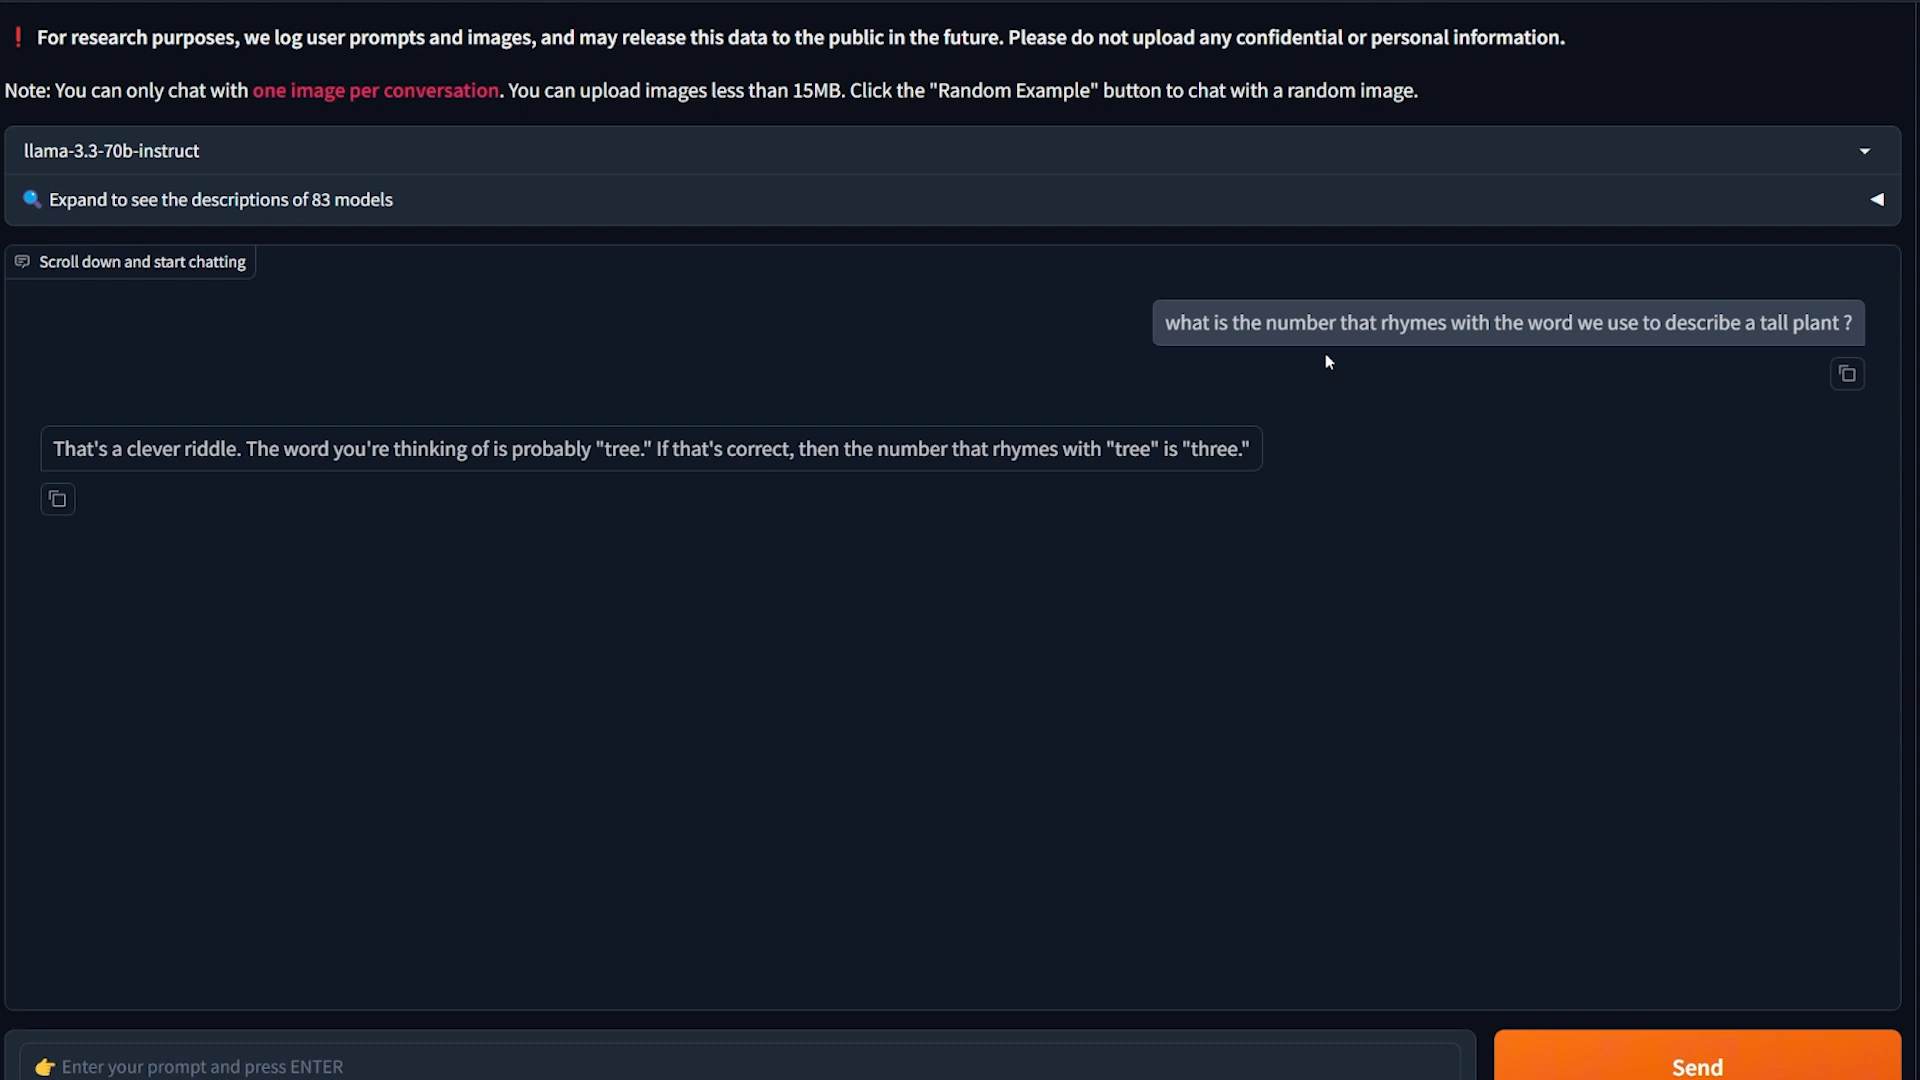 ❗ For research purposes, we log user prompts and images, and may release this data to the public in the future. Please do not upload any confidential or personal information.
Note: You can only chat with one image per conversation. You can upload images less than 15MB. Click the "Random Example" button to chat with a random image.
llama-3.3-70b-instruct
🔍 Expand to see the descriptions of 83 models
Scroll down and start chatting
what is the number that rhymes with the word we use to describe a tall plant ?
That's a clever riddle. The word you're thinking of is probably "tree." If that's correct, then the number that rhymes with "tree" is "three."
👉 Enter your prompt and press ENTER
Send